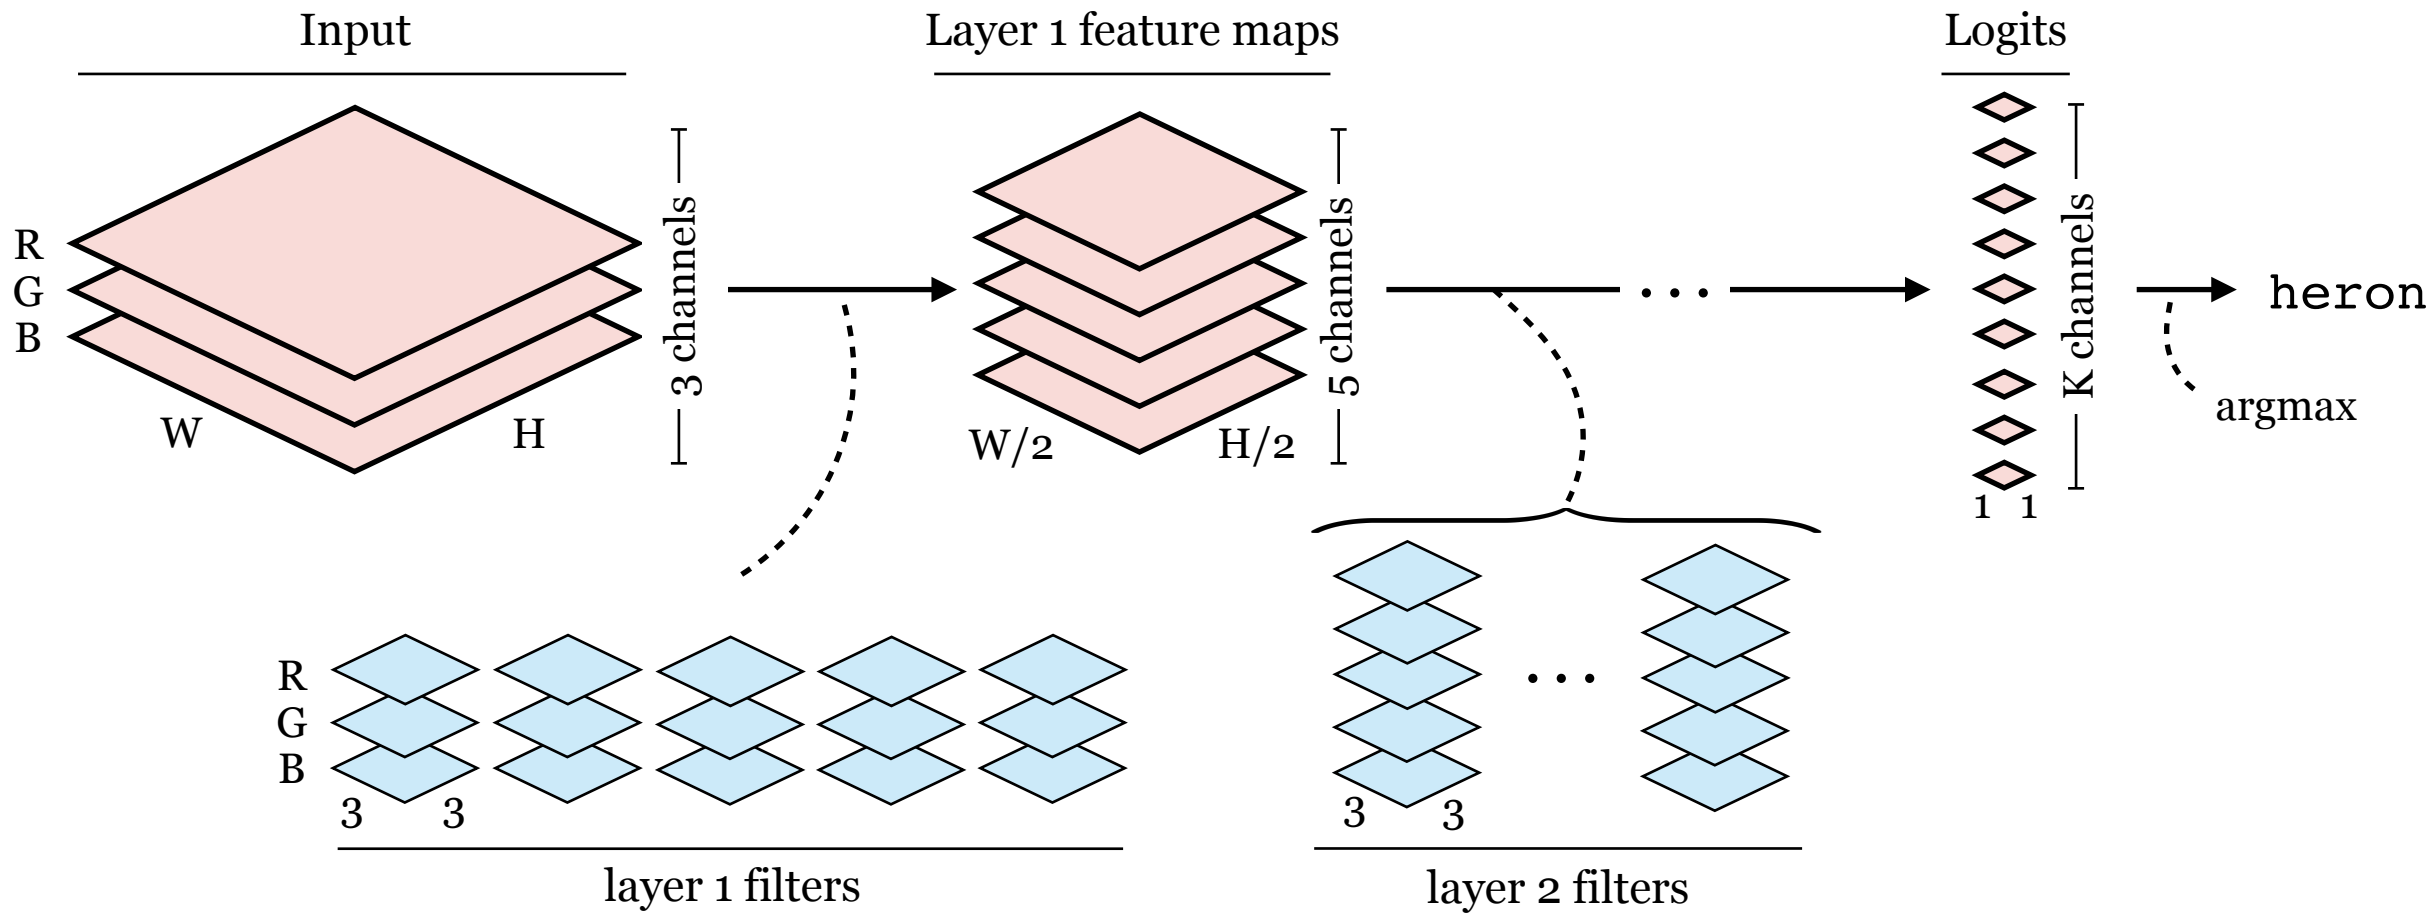 Input
Layer 1 feature maps
Logits
R
G
B
W
H
3 channels
W/2
H/2
5 channels
...
K channels
1 1
heron
argmax
R
G
B
3 3
layer 1 filters
...
3 3
layer 2 filters